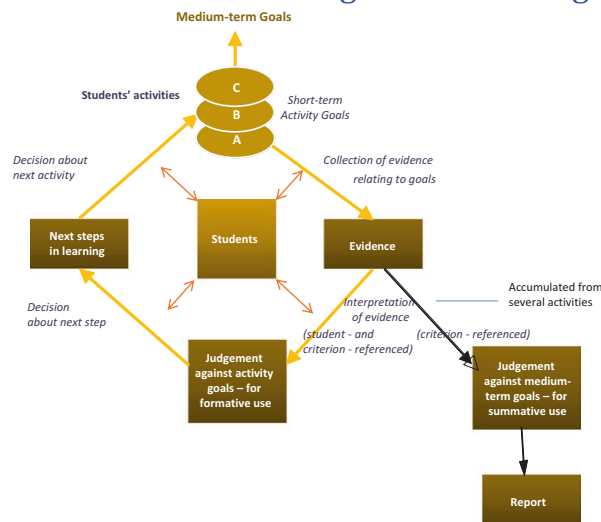 Medium-term Goals
C
Students’ activities
Short-term
Activity Goals
B
A
Decision about
next activity
Collection of evidence
relating to goals
Next steps
in learning
Students
Evidence
Accumulated from
several activities
Decision
about next step
Interpretation
of evidence
(student - and
criterion - referenced)
(criterion - referenced)
Judgement
against activity
goals – for
formative use
Judgement
against medium-
term goals – for
summative use
Report